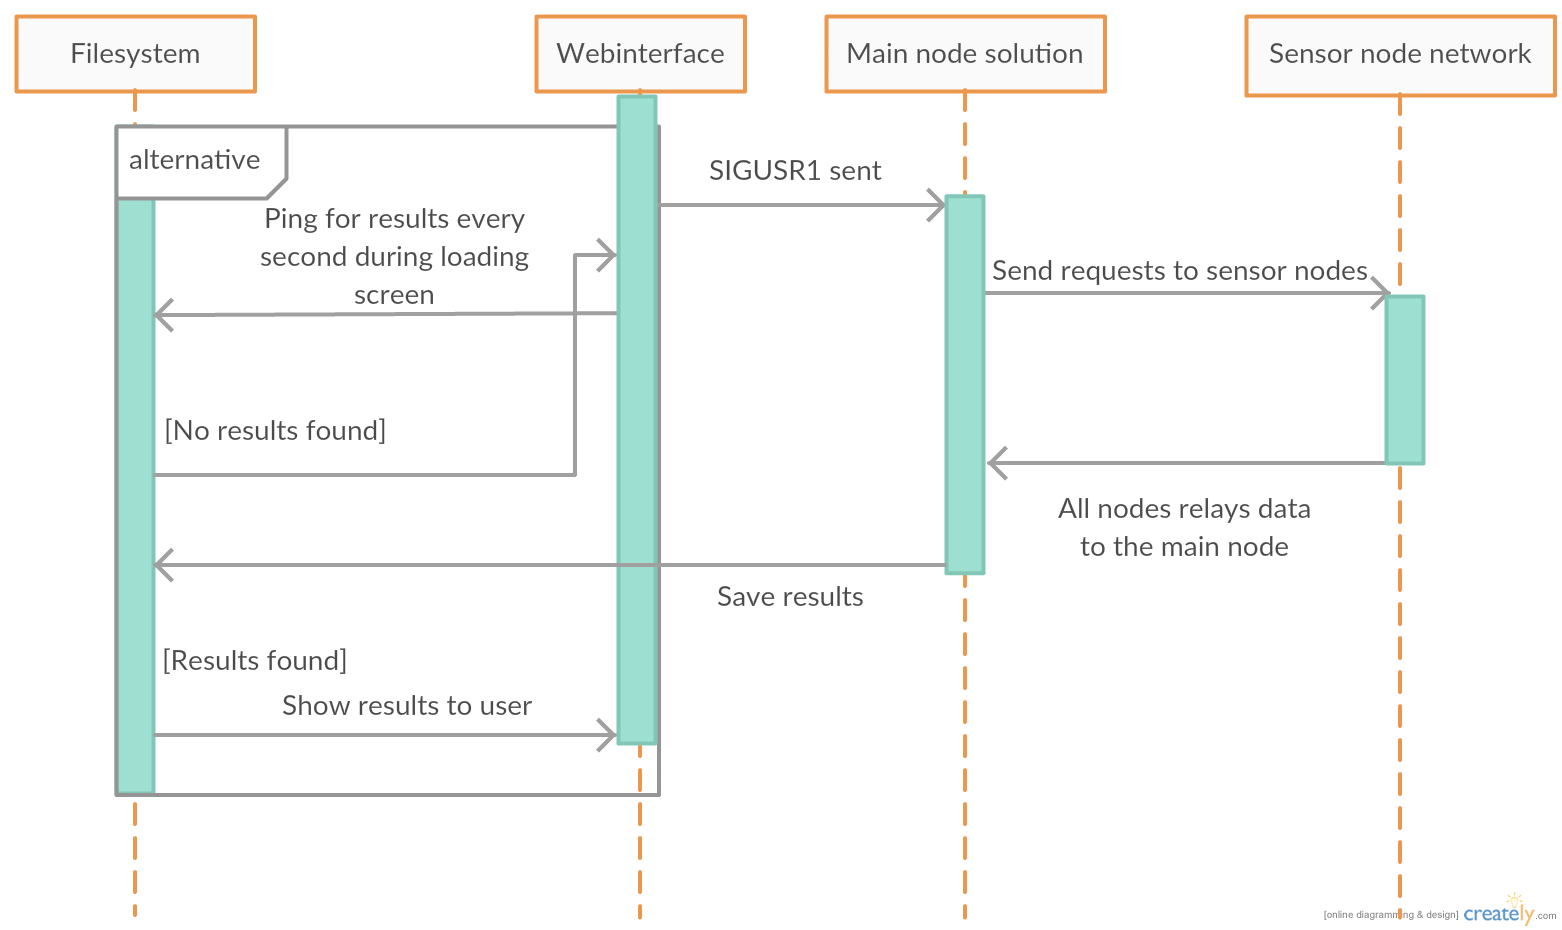 Filesystem
Webinterface
Main node solution
Sensor node network
alternative
SIGUSR1 sent
Ping for results every
second during loading
screen
Send requests to sensor nodes
[No results found]
All nodes relays data
to the main node
Save results
[Results found]
Show results to user
[online diagramming & design] creately.com